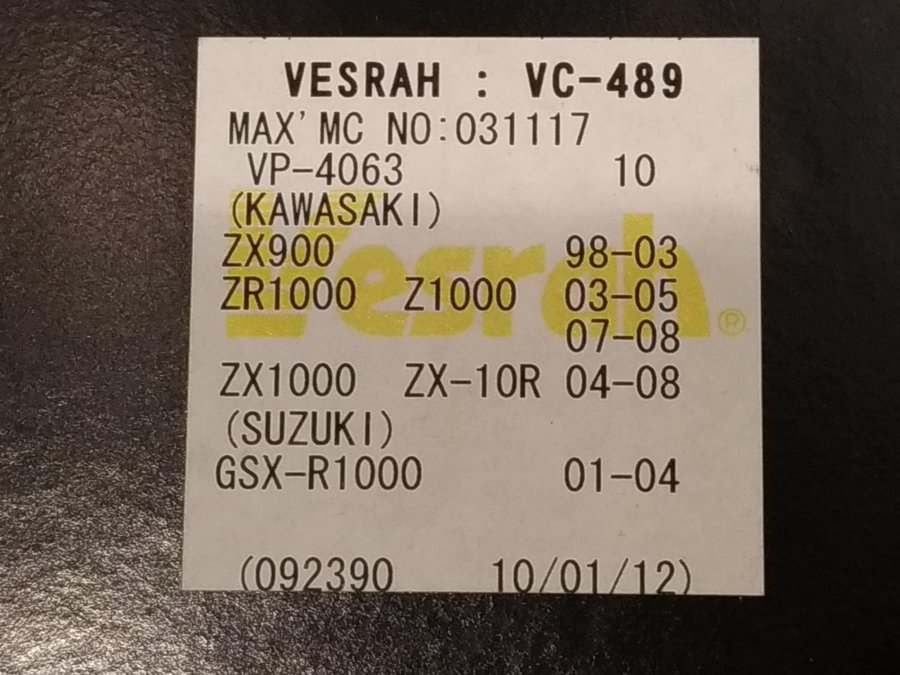 VESRAH : VC-489
MAX'MC NO:031117
VP-4063 10
(KAWASAKI)
ZX900 98-03
ZR1000 Z1000 03-05
07-08
ZX1000 ZX-10R 04-08
(SUZUKI)
GSX-R1000 01-04
(092390 10/01/12)
Vesrah®